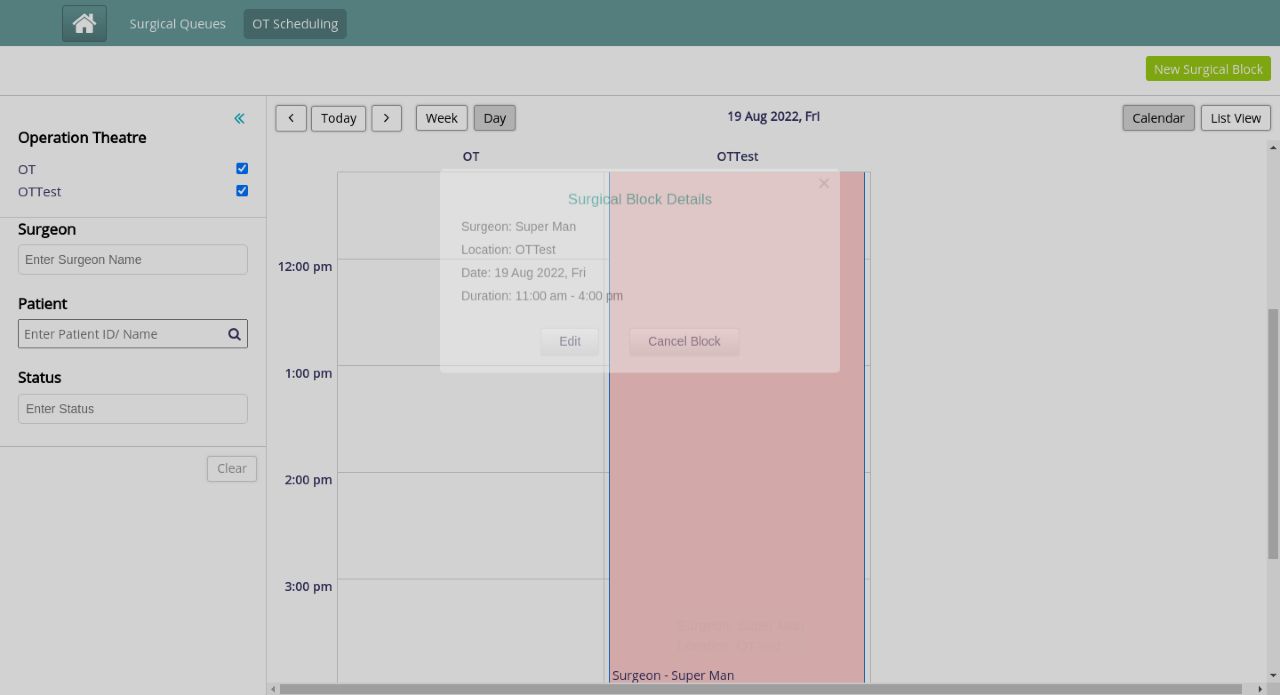 Surgical Queues
OT Scheduling
New Surgical Block
Operation Theatre
OT
OTTest
Surgeon
Enter Surgeon Name
Patient
Enter Patient ID/ Name
Status
Enter Status
Clear
Today
Week
Day
19 Aug 2022, Fri
Calendar
List View
OT
OTTest
12:00 pm
1:00 pm
2:00 pm
3:00 pm
Surgical Block Details
Surgeon: Super Man
Location: OTTest
Date: 19 Aug 2022, Fri
Duration: 11:00 am - 4:00 pm
Edit
Cancel Block
Surgeon: Super Man
Location: OTTest
Surgeon - Super Man